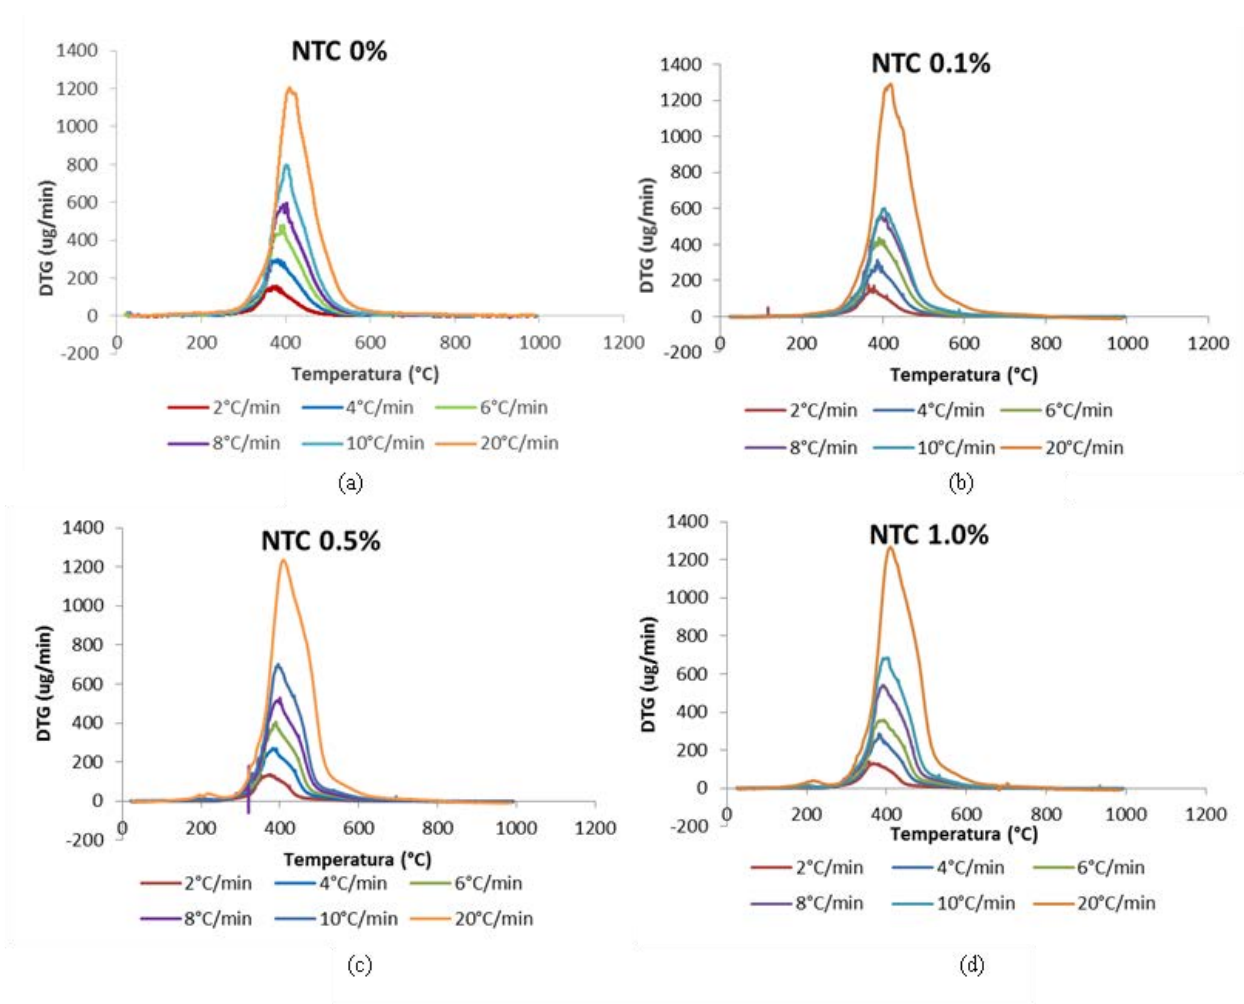 NTC 0%
1400
1200
1000
800
600
400
200
0
-200
DTG (ug/min)
0 200 400 600 800 1000 1200
Temperatura (°C)
2°C/min 4°C/min 6°C/min
8°C/min 10°C/min 20°C/min
(a)
NTC 0.1%
1400
1200
1000
800
600
400
200
0
-200
DTG (ug/min)
0 200 400 600 800 1000 1200
Temperatura (°C)
2°C/min 4°C/min 6°C/min
8°C/min 10°C/min 20°C/min
(b)
NTC 0.5%
1400
1200
1000
800
600
400
200
0
-200
DTG (ug/min)
0 200 400 600 800 1000 1200
Temperatura (°C)
2°C/min 4°C/min 6°C/min
8°C/min 10°C/min 20°C/min
(c)
NTC 1.0%
1400
1200
1000
800
600
400
200
0
-200
DTG (ug/min)
0 200 400 600 800 1000 1200
Temperatura (°C)
2°C/min 4°C/min 6°C/min
8°C/min 10°C/min 20°C/min
(d)